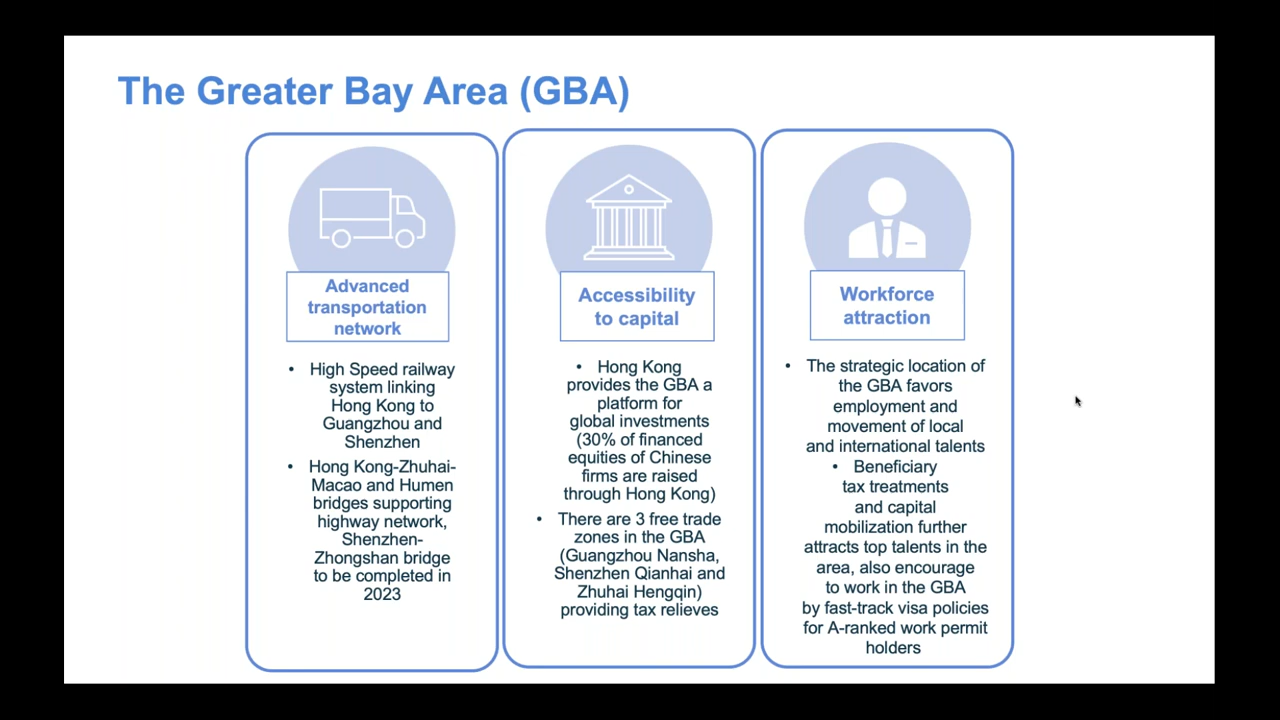 The Greater Bay Area (GBA)
Advanced
transportation
network
• High Speed railway
system linking
Hong Kong to
Guangzhou and
Shenzhen
• Hong Kong-Zhuhai-
Macao and Humen
bridges supporting
highway network,
Shenzhen-
Zhongshan bridge
to be completed in
2023
Accessibility
to capital
• Hong Kong
provides the GBA a
platform for
global investments
(30% of financed
equities of Chinese
firms are raised
through Hong Kong)
• There are 3 free trade
zones in the GBA
(Guangzhou Nansha,
Shenzhen Qianhai and
Zhuhai Hengqin)
providing tax relieves
Workforce
attraction
• The strategic location of
the GBA favors
employment and
movement of local
and international talents
• Beneficiary
tax treatments
and capital
mobilization further
attracts top talents in the
area, also encourage
to work in the GBA
by fast-track visa policies
for A-ranked work permit
holders